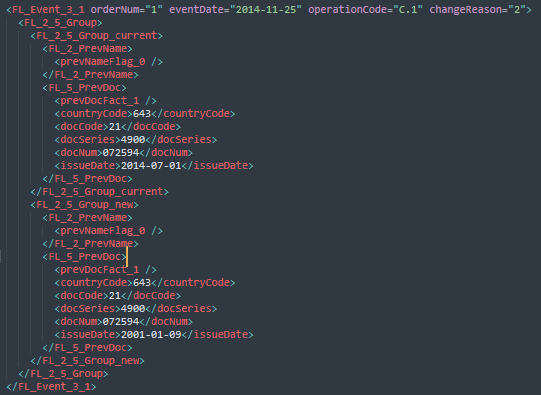 <FL_Event_3_1 orderNum="1" eventDate="2014-11-25" operationCode="C.1" changeReason="2">
<FL_2_5_Group>
<FL_2_5_Group_current>
<FL_2_PrevName>
<prevNameFlag_0 />
</FL_2_PrevName>
<FL_5_PrevDoc>
<prevDocFact_1 />
<countryCode>643</countryCode>
<docCode>21</docCode>
<docSeries>4900</docSeries>
<docNum>072594</docNum>
<issueDate>2014-07-01</issueDate>
</FL_5_PrevDoc>
</FL_2_5_Group_current>
<FL_2_5_Group_new>
<FL_2_PrevName>
<prevNameFlag_0 />
</FL_2_PrevName>
<FL_5_PrevDoc>
<prevDocFact_1 />
<countryCode>643</countryCode>
<docCode>21</docCode>
<docSeries>4900</docSeries>
<docNum>072594</docNum>
<issueDate>2001-01-09</issueDate>
</FL_5_PrevDoc>
</FL_2_5_Group_new>
</FL_2_5_Group>
</FL_Event_3_1>